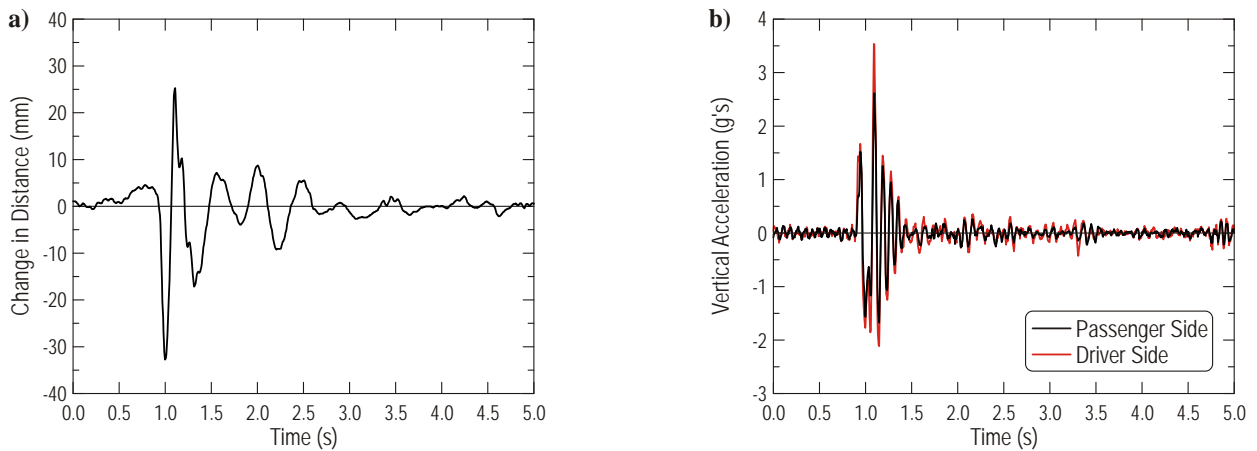 a)
Change in Distance (mm)
40
30
20
10
0
-10
-20
-30
-40
0.0 0.5 1.0 1.5 2.0 2.5 3.0 3.5 4.0 4.5 5.0
Time (s)
b)
Vertical Acceleration (g's)
4
3
2
1
0
-1
-2
-3
0.0 0.5 1.0 1.5 2.0 2.5 3.0 3.5 4.0 4.5 5.0
Time (s)
Passenger Side
Driver Side